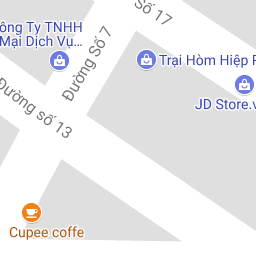 ông Ty TNHH
Mại Dịch Vụ...
Số 17
Đường Số 7
Trại Hòm Hiệp P
JD Store.v
Đường số 13
Cupee coffe